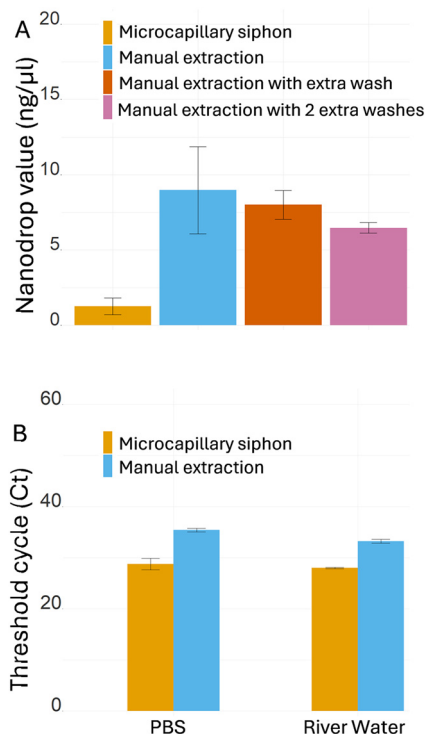 A
Nanodrop value (ng/µl)
20
15
10
5
0
Microcapillary siphon
Manual extraction
Manual extraction with extra wash
Manual extraction with 2 extra washes
B
Threshold cycle (Ct)
60
40
20
0
Microcapillary siphon
Manual extraction
PBS
River Water